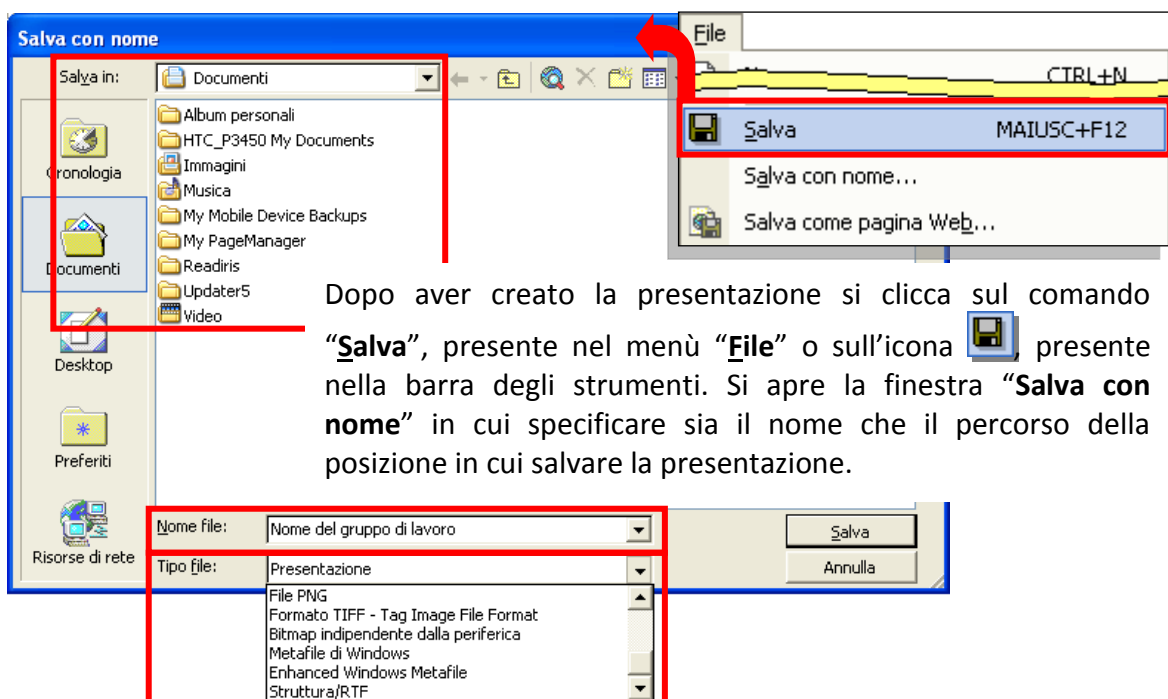 Salva con nome
File
CTRL+N
Salva MAIUSC+F12
Salva con nome...
Salva come pagina Web...
Salva in: Documenti
Album personali
HTC_P3450 My Documents
Immagini
Musica
My Mobile Device Backups
My PageManager
Readiris
Updater5
Video
Cronologia
Documenti
Desktop
Preferiti
Risorse di rete
Dopo aver creato la presentazione si clicca sul comando
“Salva”, presente nel menù “File” o sull’icona , presente
nella barra degli strumenti. Si apre la finestra “Salva con
nome” in cui specificare sia il nome che il percorso della
posizione in cui salvare la presentazione.
Nome file: Nome del gruppo di lavoro Salva
Tipo file: Presentazione Annulla
File PNG
Formato TIFF - Tag Image File Format
Bitmap indipendente dalla periferica
Metafile di Windows
Enhanced Windows Metafile
Struttura/RTF